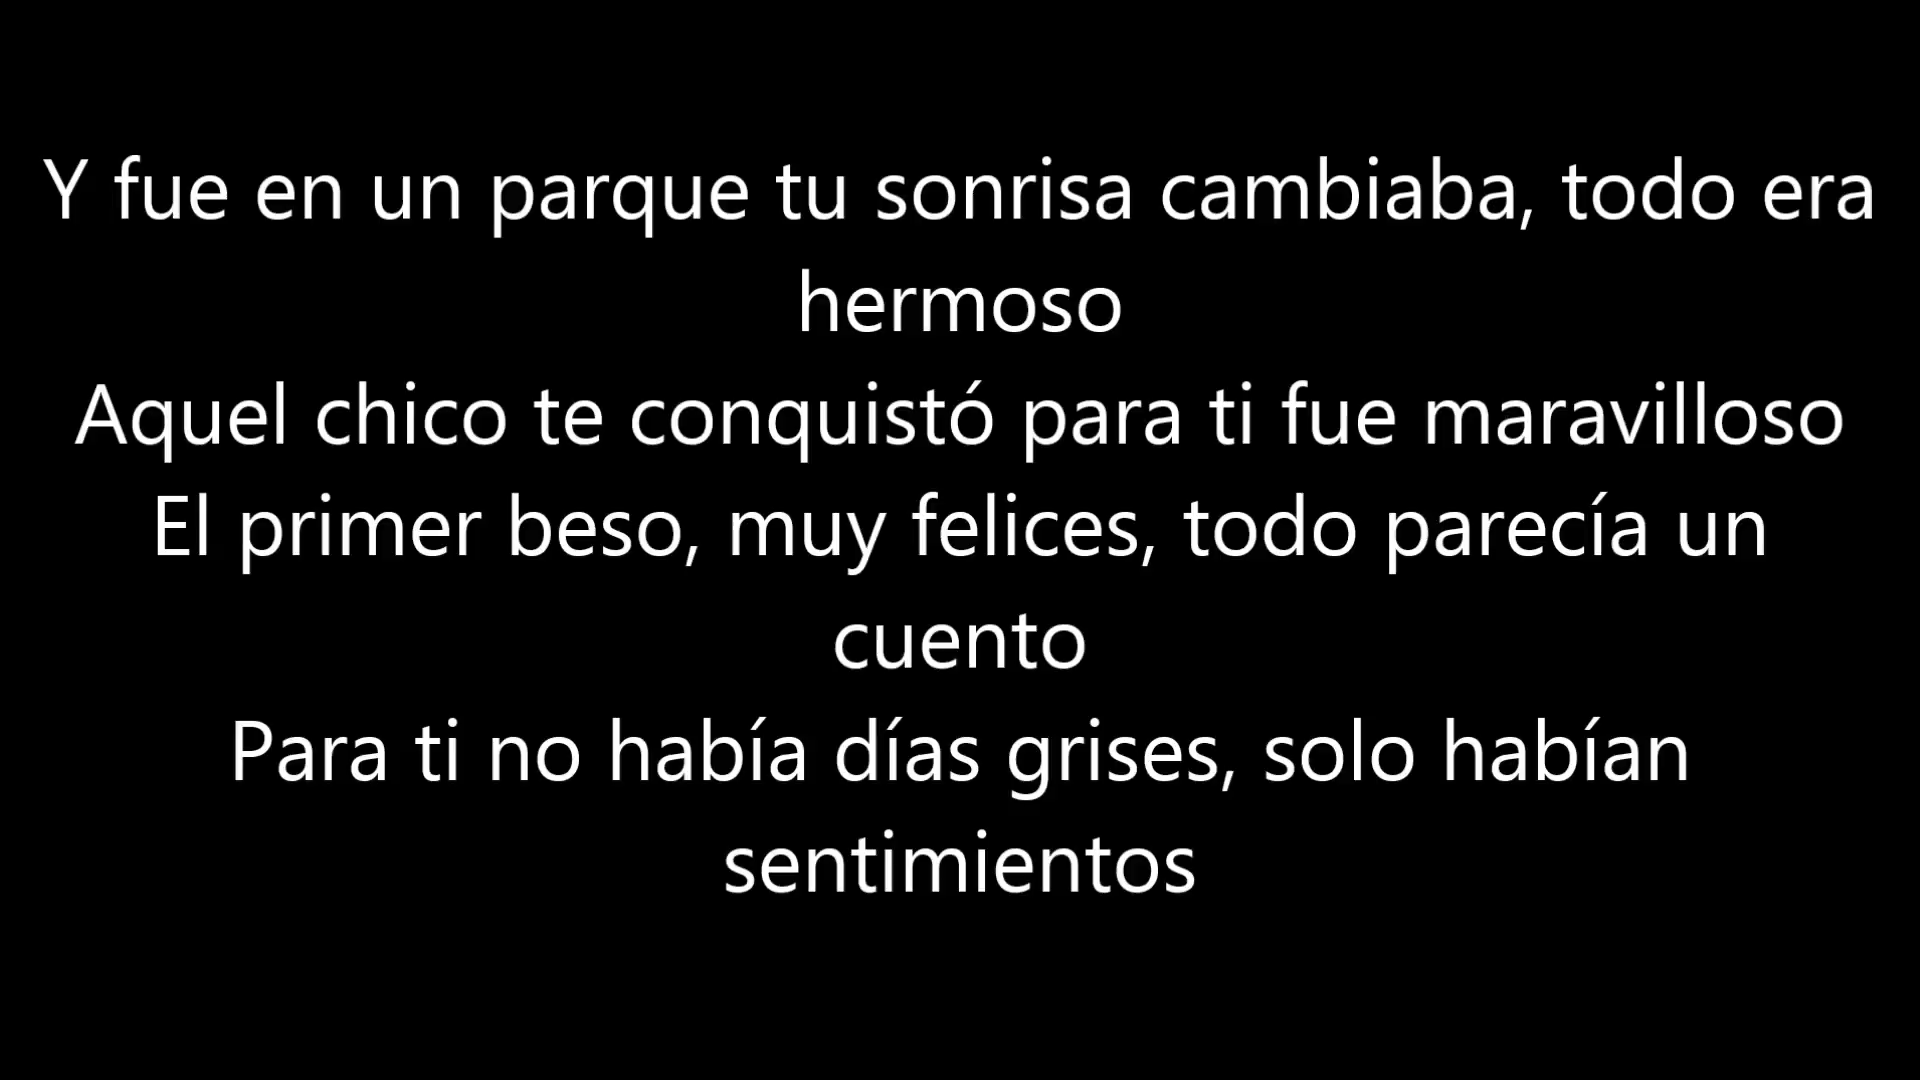 Y fue en un parque tu sonrisa cambiaba, todo era
hermoso
Aquel chico te conquistó para ti fue maravilloso
El primer beso, muy felices, todo parecía un
cuento
Para ti no había días grises, solo habían
sentimientos